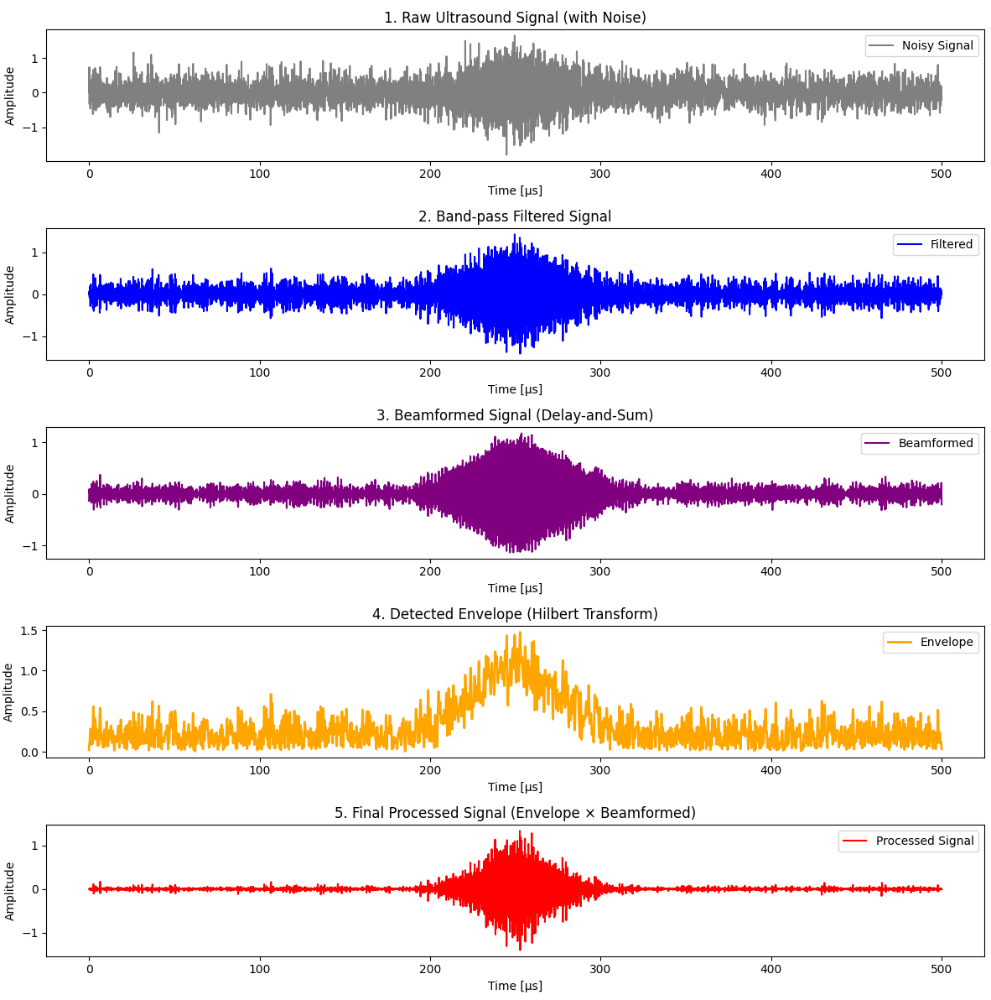 1. Raw Ultrasound Signal (with Noise)
Noisy Signal
Amplitude
1
0
−1
0 100 200 300 400 500
Time [µs]
2. Band-pass Filtered Signal
Filtered
Amplitude
1
0
−1
0 100 200 300 400 500
Time [µs]
3. Beamformed Signal (Delay-and-Sum)
Beamformed
Amplitude
1
0
−1
0 100 200 300 400 500
Time [µs]
4. Detected Envelope (Hilbert Transform)
Envelope
Amplitude
1.5
1.0
0.5
0.0
0 100 200 300 400 500
Time [µs]
5. Final Processed Signal (Envelope × Beamformed)
Processed Signal
Amplitude
1
0
−1
0 100 200 300 400 500
Time [µs]